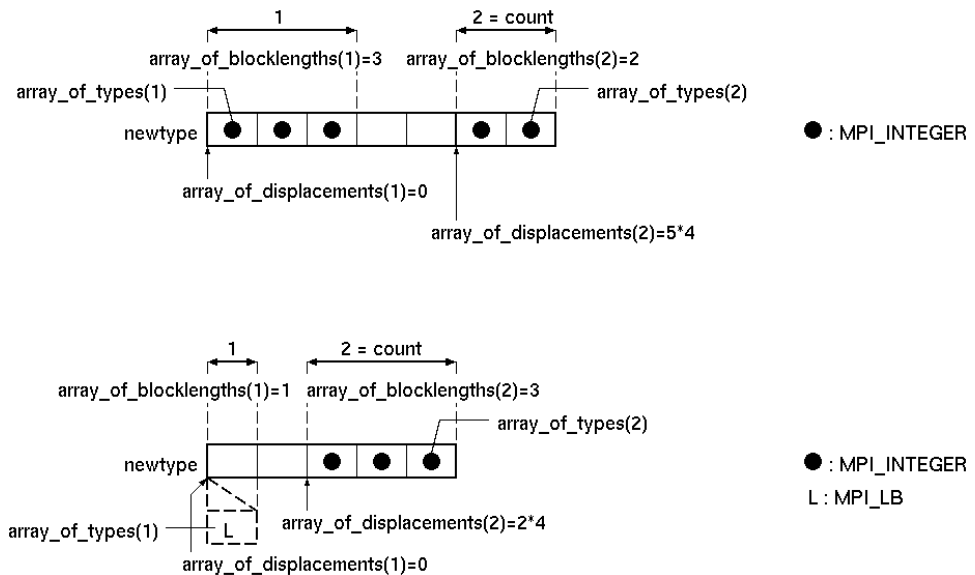 1
2 = count
array_of_blocklengths(1)=3
array_of_blocklengths(2)=2
array_of_types(1)
array_of_types(2)
newtype
: MPI_INTEGER
array_of_displacements(1)=0
array_of_displacements(2)=5*4
1
2 = count
array_of_blocklengths(1)=1
array_of_blocklengths(2)=3
array_of_types(2)
newtype
: MPI_INTEGER
L : MPI_LB
array_of_types(1)
L
array_of_displacements(2)=2*4
array_of_displacements(1)=0